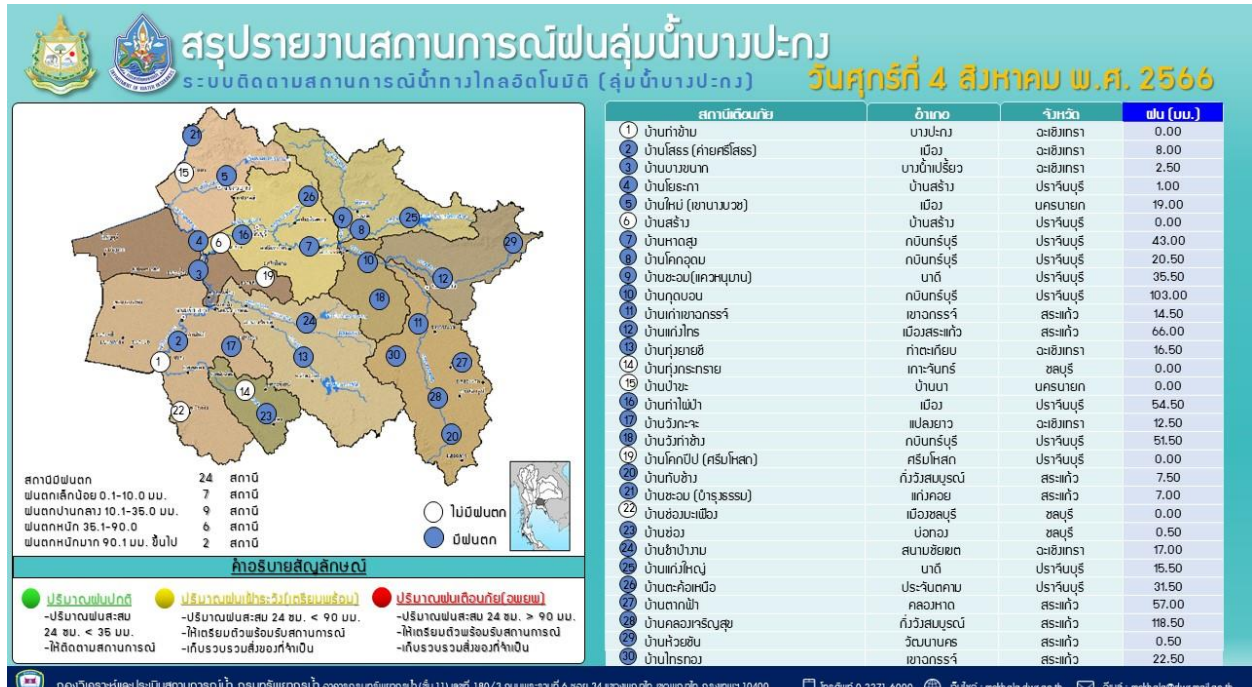 สรุปรายงานสถานการณ์ฝนลุ่มน้ำบางปะกง
ระบบติดตามสถานการณ์น้ำทางไกลอัตโนมัติ (ลุ่มน้ำบางปะกง)
วันศุกร์ที่ 4 สิงหาคม พ.ศ. 2566
สถานีเตือนภัย อำเภอ จังหวัด ฝน (มม.)
1 บ้านท่าข้าม บางปะกง ฉะเชิงเทรา 0.00
2 บ้านโสธร (ค่ายศรีโสธร) เมือง ฉะเชิงเทรา 8.00
3 บ้านบางขนาก บางน้ำเปรี้ยว ฉะเชิงเทรา 2.50
4 บ้านโยธะกา บ้านสร้าง ปราจีนบุรี 1.00
5 บ้านใหม่ (เขานางบวช) เมือง นครนายก 19.00
6 บ้านสร้าง บ้านสร้าง ปราจีนบุรี 0.00
7 บ้านหาดสูง กบินทร์บุรี ปราจีนบุรี 43.00
8 บ้านโคกอุดม กบินทร์บุรี ปราจีนบุรี 20.50
9 บ้านชะอม(แควหนุมาน) นาดี ปราจีนบุรี 35.50
10 บ้านกุดบอน กบินทร์บุรี ปราจีนบุรี 103.00
11 บ้านเก่าเขาฉกรรจ์ เขาฉกรรจ์ สระแก้ว 14.50
12 บ้านแก่งไทร เมืองสระแก้ว สระแก้ว 66.00
13 บ้านทุ่งยายชี ท่าตะเกียบ ฉะเชิงเทรา 16.50
14 บ้านทุ่งกระทราย เกาะจันทร์ ชลบุรี 0.00
15 บ้านป่าขะ บ้านนา นครนายก 0.00
16 บ้านท่าไผ่ป่า เมือง ปราจีนบุรี 54.50
17 บ้านวังกะจะ แปลงยาว ฉะเชิงเทรา 12.50
18 บ้านวังท่าช้าง กบินทร์บุรี ปราจีนบุรี 51.50
19 บ้านโคกปีป (ศรีมโหสถ) ศรีมโหสถ ปราจีนบุรี 0.00
20 บ้านทับช้าง กิ่งวังสมบูรณ์ สระแก้ว 7.50
21 บ้านชะอม (บำรุงธรรม) แก่งคอย สระแก้ว 7.00
22 บ้านช่องมะเฟือง เมืองชลบุรี ชลบุรี 0.00
23 บ้านช่อง บ่อทอง ชลบุรี 0.50
24 บ้านชำป่างาม สนามชัยเขต ฉะเชิงเทรา 17.00
25 บ้านแก่งใหญ่ นาดี ปราจีนบุรี 15.50
26 บ้านตะคร้อเหนือ ประจันตคาม ปราจีนบุรี 31.50
27 บ้านตากฟ้า คลองหาด สระแก้ว 57.00
28 บ้านคลองเจริญสุข กิ่งวังสมบูรณ์ สระแก้ว 118.50
29 บ้านห้วยชัน วัฒนานคร สระแก้ว 0.50
30 บ้านไทรทอง เขาฉกรรจ์ สระแก้ว 22.50
สถานีมีฝนตก 24 สถานี
ฝนตกเล็กน้อย 0.1-10.0 มม. 7 สถานี
ฝนตกปานกลาง 10.1-35.0 มม. 9 สถานี
ฝนตกหนัก 35.1-90.0 6 สถานี
ฝนตกหนักมาก 90.1 มม. ขึ้นไป 2 สถานี
ไม่มีฝนตก
มีฝนตก
คำอธิบายสัญลักษณ์
ปริมาณฝนปกติ
-ปริมาณฝนสะสม
24 ชม. < 35 มม.
-ให้ติดตามสถานการณ์
ปริมาณฝนเฝ้าระวัง(เตรียมพร้อม)
-ปริมาณฝนสะสม 24 ชม. < 90 มม.
-ให้เตรียมตัวพร้อมรับสถานการณ์
-เก็บรวบรวมสิ่งของที่จำเป็น
ปริมาณฝนเตือนภัย(อพยพ)
-ปริมาณฝนสะสม 24 ชม. > 90 มม.
-ให้เตรียมตัวพร้อมรับสถานการณ์
-เก็บรวบรวมสิ่งของที่จำเป็น